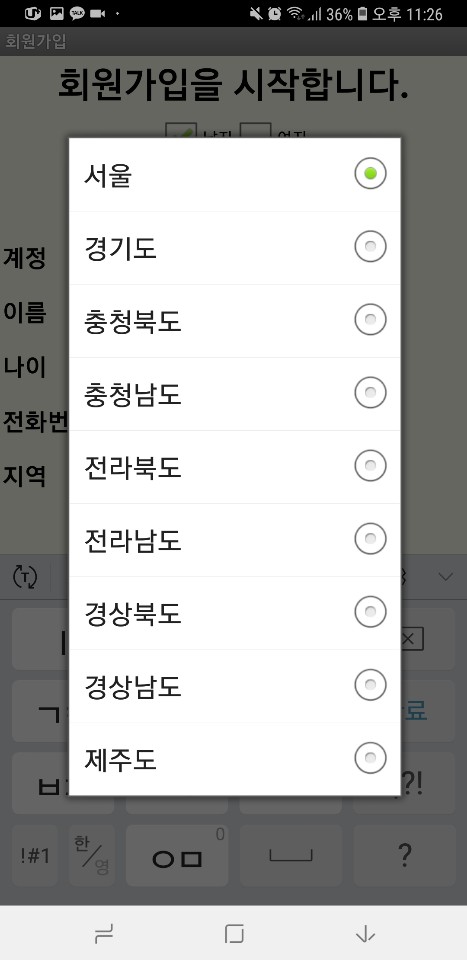 36% 오후 11:26
회원가입
회원가입을 시작합니다.
서울
경기도
계정
충청북도
이름
나이
충청남도
전화번
전라북도
지역
전라남도
경상북도
경상남도
제주도
!#1
한/영
0
ㅇㅁ
?